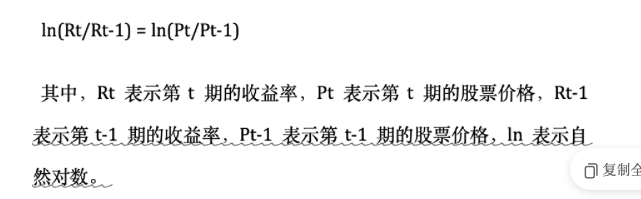 ln(Rt/Rt-1) = ln(Pt/Pt-1)
其中，Rt 表示第 t 期的收益率，Pt 表示第 t 期的股票价格，Rt-1
表示第 t-1 期的收益率，Pt-1 表示第 t-1 期的股票价格，ln 表示自
然对数。
复制全